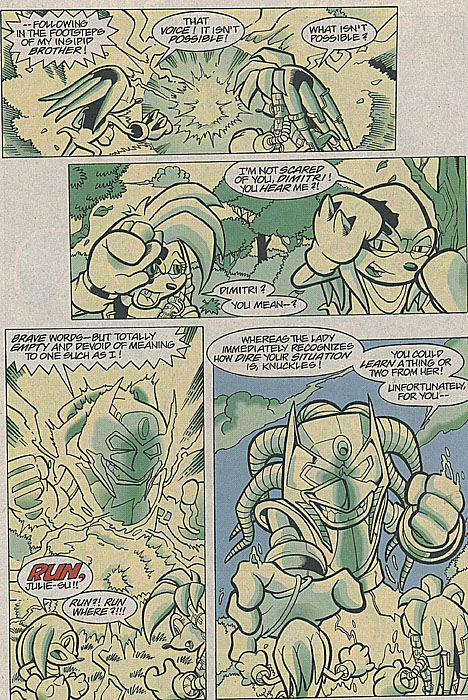 --FOLLOWING
IN THE FOOTSTEPS
OF MY INSIPID
BROTHER!
THAT
VOICE! IT ISN'T
POSSIBLE!
WHAT ISN'T
POSSIBLE?
I'M NOT SCARED
OF YOU, DIMITRI!
YOU HEAR ME?!
DIMITRI?
YOU MEAN--?
BRAVE WORDS--BUT TOTALLY
EMPTY AND DEVOID OF MEANING
TO ONE SUCH AS I!
RUN,
JULIE-SU!!
RUN?! RUN
WHERE?!!!
WHEREAS THE LADY
IMMEDIATELY RECOGNIZES
HOW DIRE YOUR SITUATION
IS, KNUCKLES!
YOU COULD
LEARN A THING OR
TWO FROM HER!
UNFORTUNATELY,
FOR YOU--